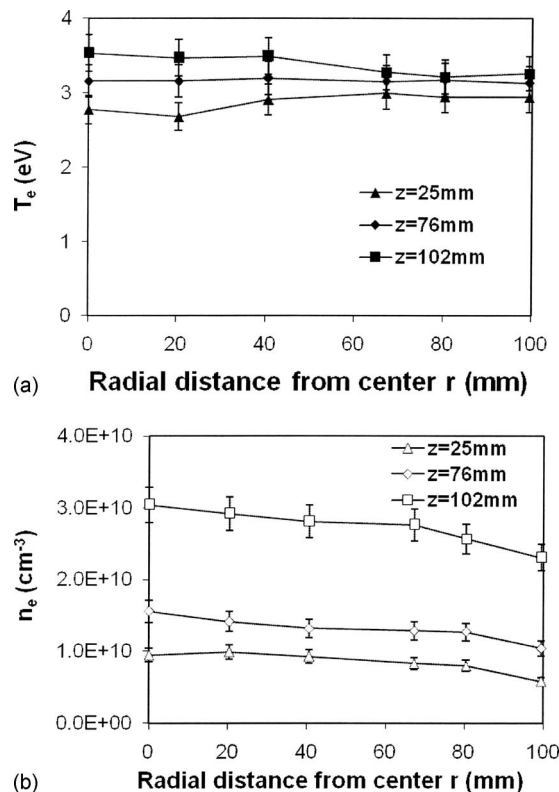 4
3
2
1
0
T_e (eV)
z=25mm
z=76mm
z=102mm
0 20 40 60 80 100
(a) Radial distance from center r (mm)
4.0E+10
3.0E+10
2.0E+10
1.0E+10
0.0E+00
n_e (cm⁻³)
z=25mm
z=76mm
z=102mm
0 20 40 60 80 100
(b) Radial distance from center r (mm)